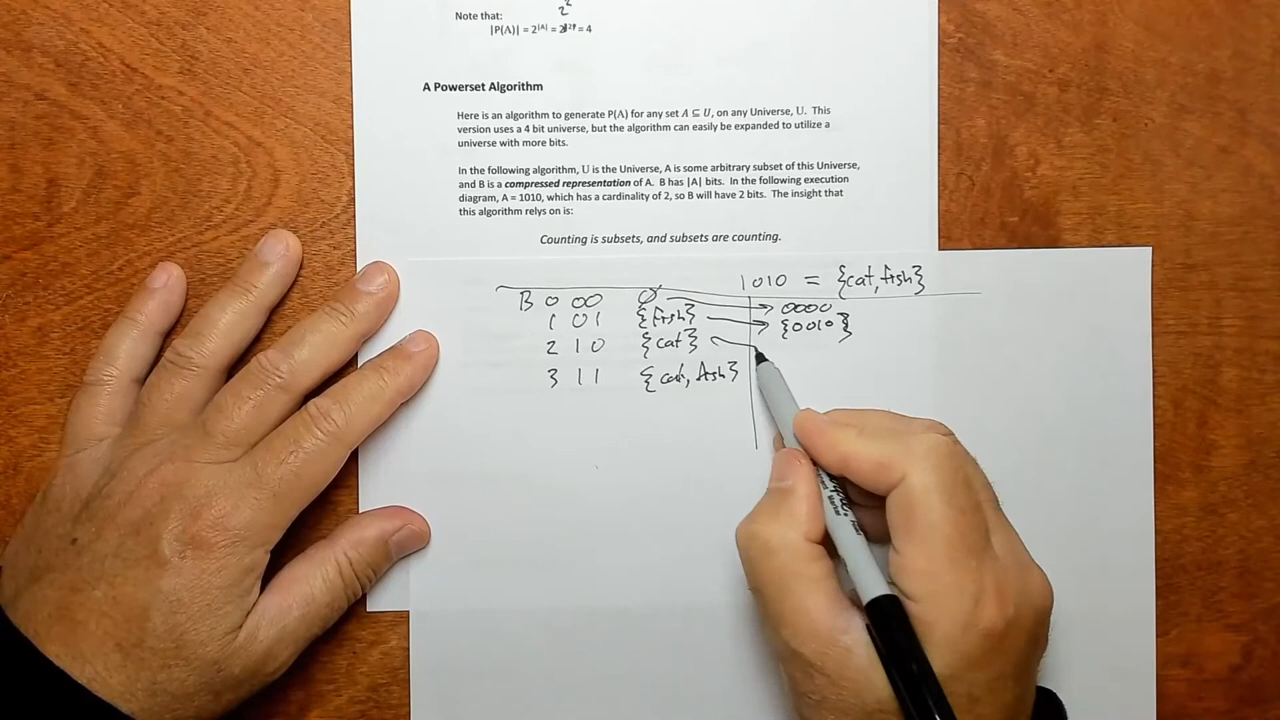 2²
Note that:
|P(A)| = 2^|A| = 2^|2| = 4
A Powerset Algorithm
Here is an algorithm to generate P(A) for any set A ⊆ U, on any Universe, U. This
version uses a 4 bit universe, but the algorithm can easily be expanded to utilize a
universe with more bits.
In the following algorithm, U is the Universe, A is some arbitrary subset of this Universe,
and B is a compressed representation of A. B has |A| bits. In the following execution
diagram, A = 1010, which has a cardinality of 2, so B will have 2 bits. The insight that
this algorithm relies on is:
Counting is subsets, and subsets are counting.
1010 = {cat, fish}
B 0 00 ∅ → 0000
1 01 {fish} → {0010}
2 10 {cat}
3 11 {cat, fish}